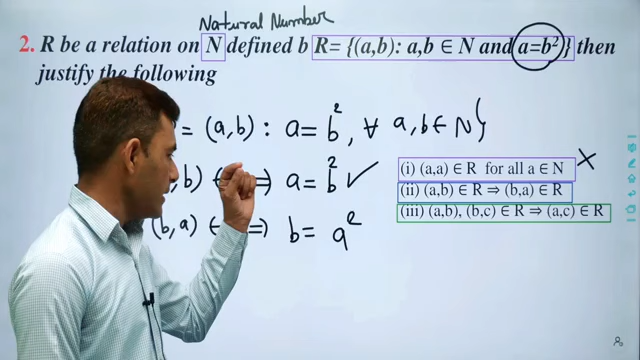 Natural Number
2. R be a relation on N defined b R= {(a,b): a,b ∈ N and a=b²} then
justify the following
= (a,b) : a = b², ∀ a,b ∈ N}
,b) ∈ ⇒ a = b² ✓
(b,a) ∈ ⇒ b = a²
(i) (a,a) ∈ R for all a ∈ N ×
(ii) (a,b) ∈ R ⇒ (b,a) ∈ R
(iii) (a,b), (b,c) ∈ R ⇒ (a,c) ∈ R